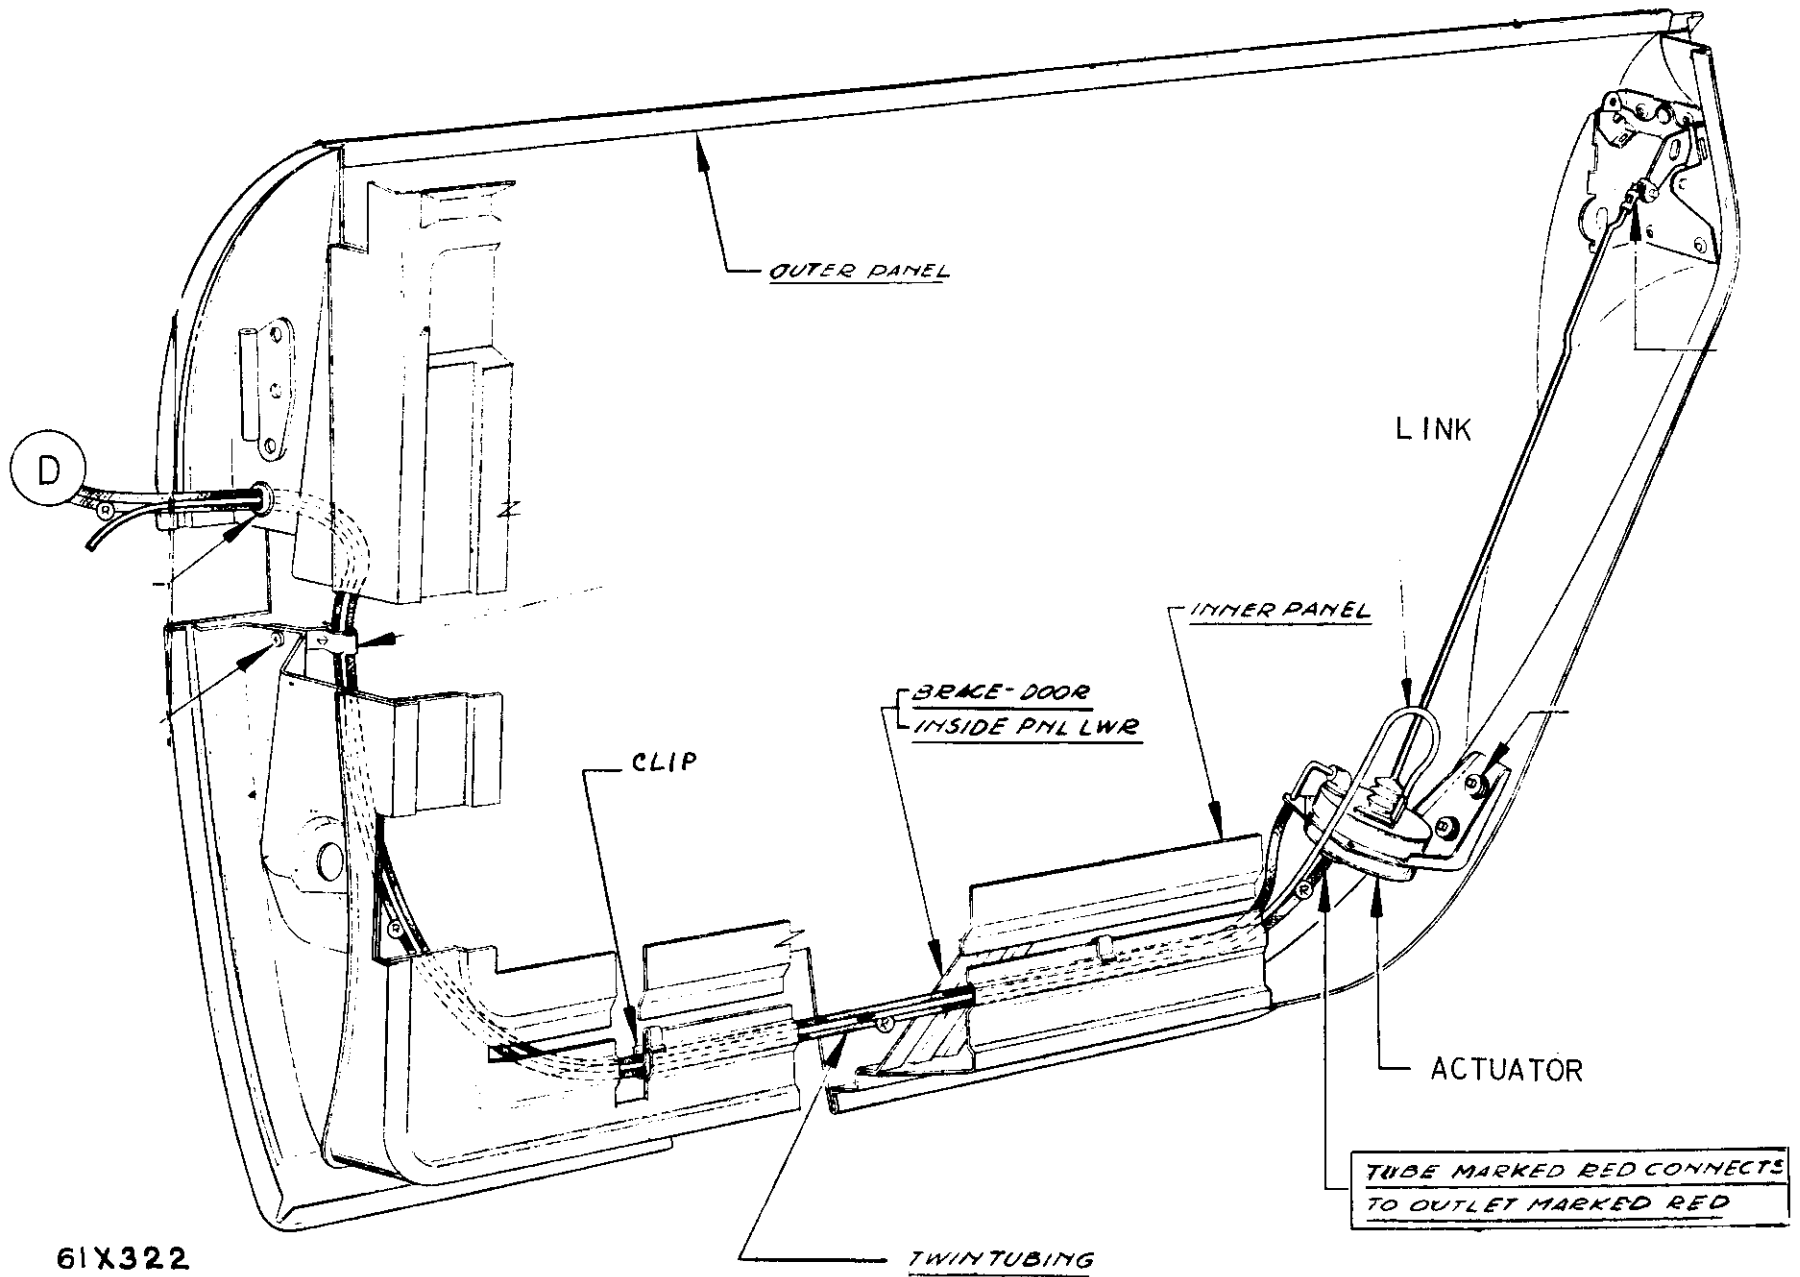 OUTER PANEL
LINK
D
R
INNER PANEL
BRACE-DOOR
INSIDE PNL LWR
CLIP
R
R
R
ACTUATOR
TUBE MARKED RED CONNECTS
TO OUTLET MARKED RED
TWIN TUBING
61X322